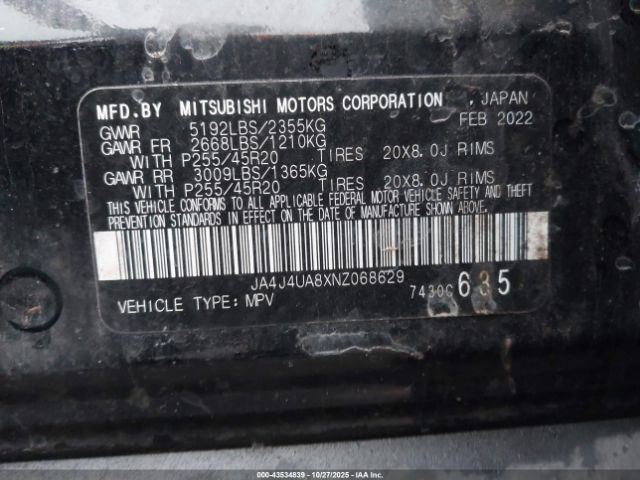 MFD.BY MITSUBISHI MOTORS CORPORATION , JAPAN
GVWR 5192LBS/2355KG FEB 2022
GAWR FR 2668LBS/1210KG
WITH P255/45R20 TIRES 20X8.0J RIMS
GAWR RR 3009LBS/1365KG
WITH P255/45R20 TIRES 20X8.0J RIMS
THIS VEHICLE CONFORMS TO ALL APPLICABLE FEDERAL MOTOR VEHICLE SAFETY AND THEFT
PREVENTION STANDARDS IN EFFECT ON THE DATE OF MANUFACTURE SHOWN ABOVE.
JA4J4UA8XNZ068629
VEHICLE TYPE: MPV 7430C 635
000-43534839 | 10/27/2025 | IAA Inc.